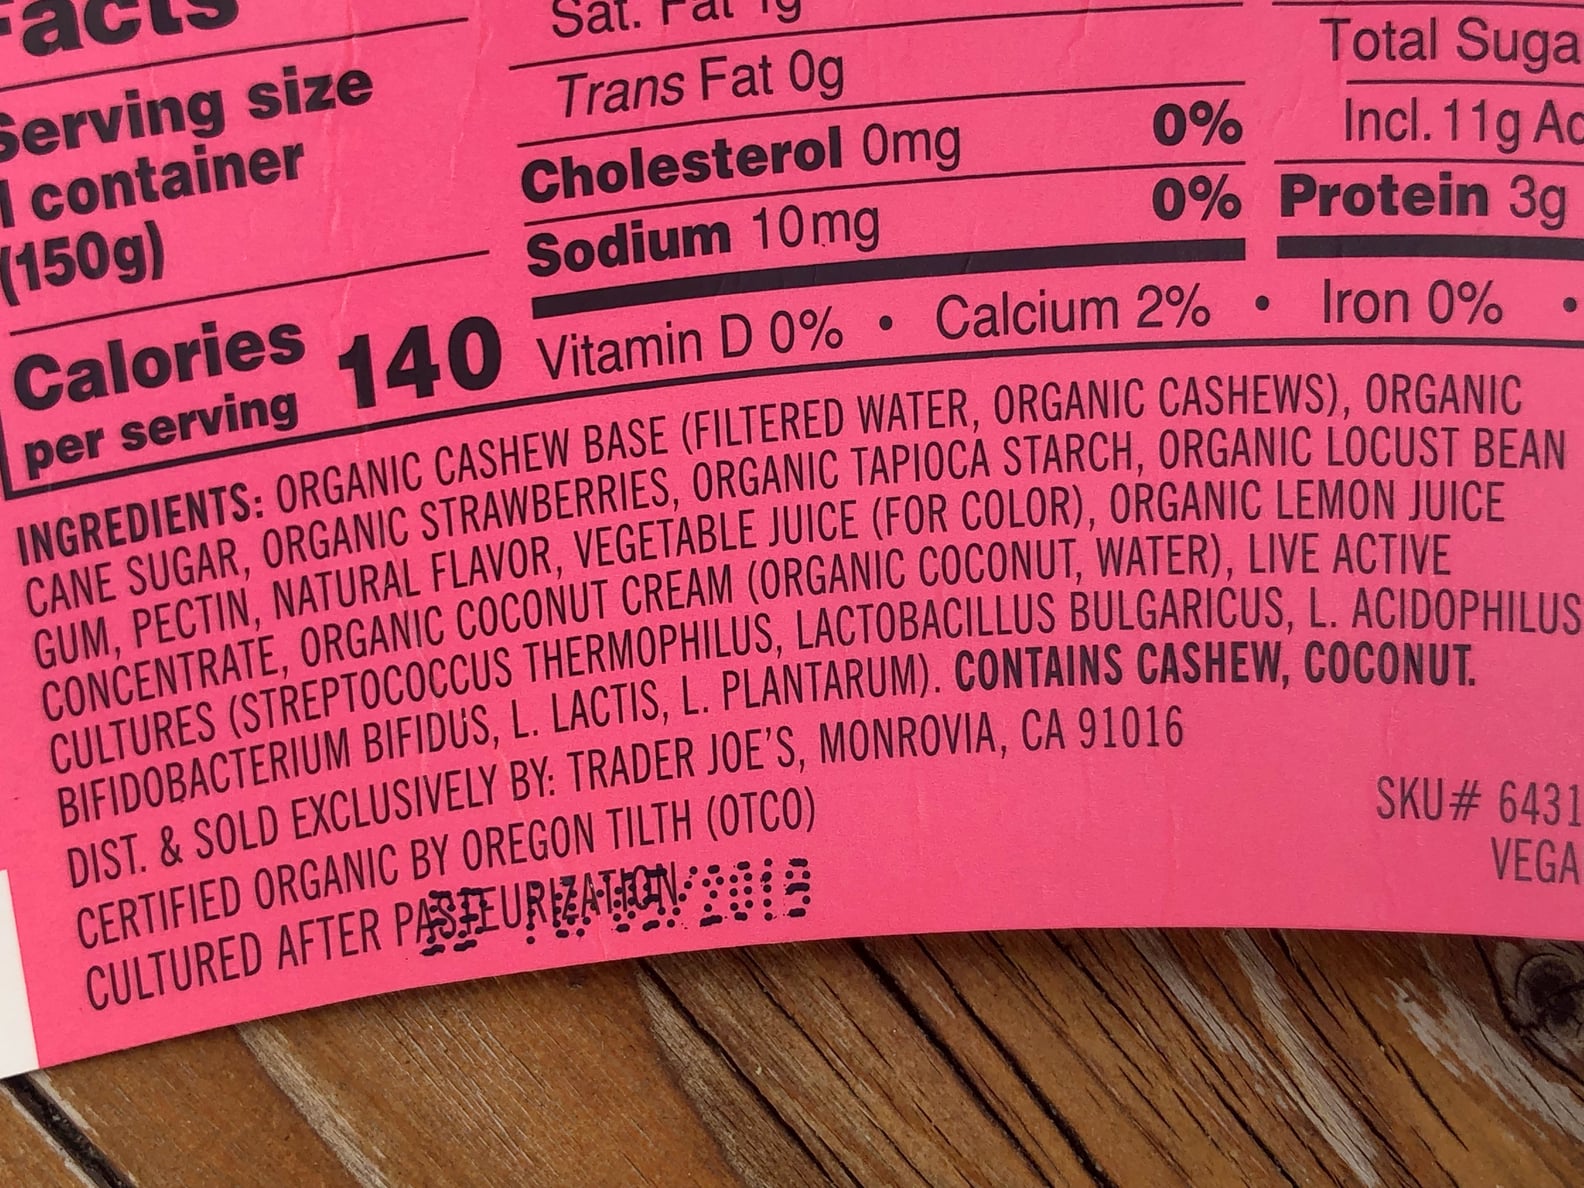 Facts
Serving size
1 container
(150g)
Calories
per serving 140
Sat. Fat 1g
Trans Fat 0g
Cholesterol 0mg 0%
Sodium 10mg 0%
Total Suga
Incl. 11g Ad
Protein 3g
Vitamin D 0% • Calcium 2% • Iron 0% •
INGREDIENTS: ORGANIC CASHEW BASE (FILTERED WATER, ORGANIC CASHEWS), ORGANIC
CANE SUGAR, ORGANIC STRAWBERRIES, ORGANIC TAPIOCA STARCH, ORGANIC LOCUST BEAN
GUM, PECTIN, NATURAL FLAVOR, VEGETABLE JUICE (FOR COLOR), ORGANIC LEMON JUICE
CONCENTRATE, ORGANIC COCONUT CREAM (ORGANIC COCONUT, WATER), LIVE ACTIVE
CULTURES (STREPTOCOCCUS THERMOPHILUS, LACTOBACILLUS BULGARICUS, L. ACIDOPHILUS
BIFIDOBACTERIUM BIFIDUS, L. LACTIS, L. PLANTARUM). CONTAINS CASHEW, COCONUT.
DIST. & SOLD EXCLUSIVELY BY: TRADER JOE'S, MONROVIA, CA 91016
CERTIFIED ORGANIC BY OREGON TILTH (OTCO)
CULTURED AFTER PASTEURIZATION
SKU# 6431
VEGA